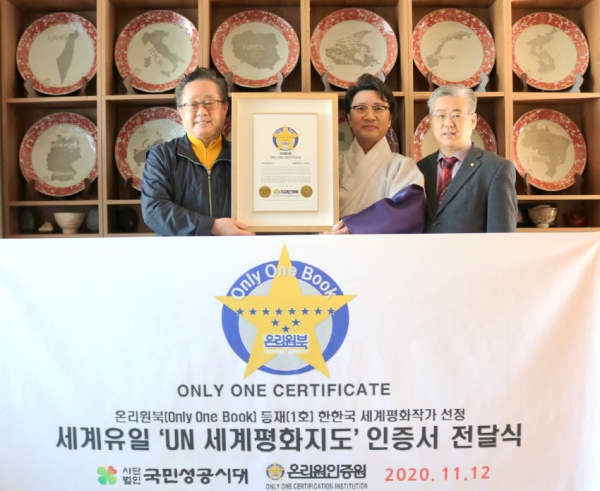 ONLY ONE CERTIFICATE
Only One Book
온리원북
ONLY ONE CERTIFICATE
온리원북(Only One Book) 등재(1호) 한한국 세계평화작가 선정
세계유일 'UN 세계평화지도' 인증서 전달식
사단법인 국민성공시대
온리원인증원
ONLY ONE CERTIFICATION INSTITUTION
2020. 11. 12